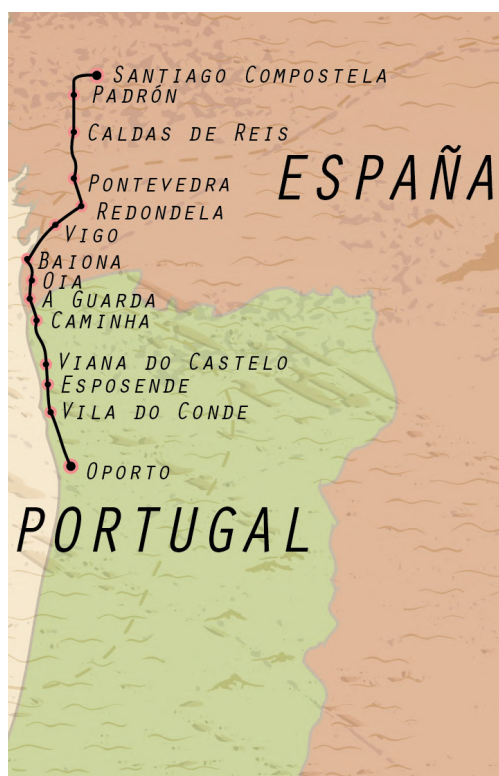 Santiago Compostela
Padrón
Caldas de Reis
España
Pontevedra
Redondela
Vigo
Baiona
Oia
A Guarda
Caminha
Viana do Castelo
Esposende
Vila do Conde
Oporto
PORTUGAL